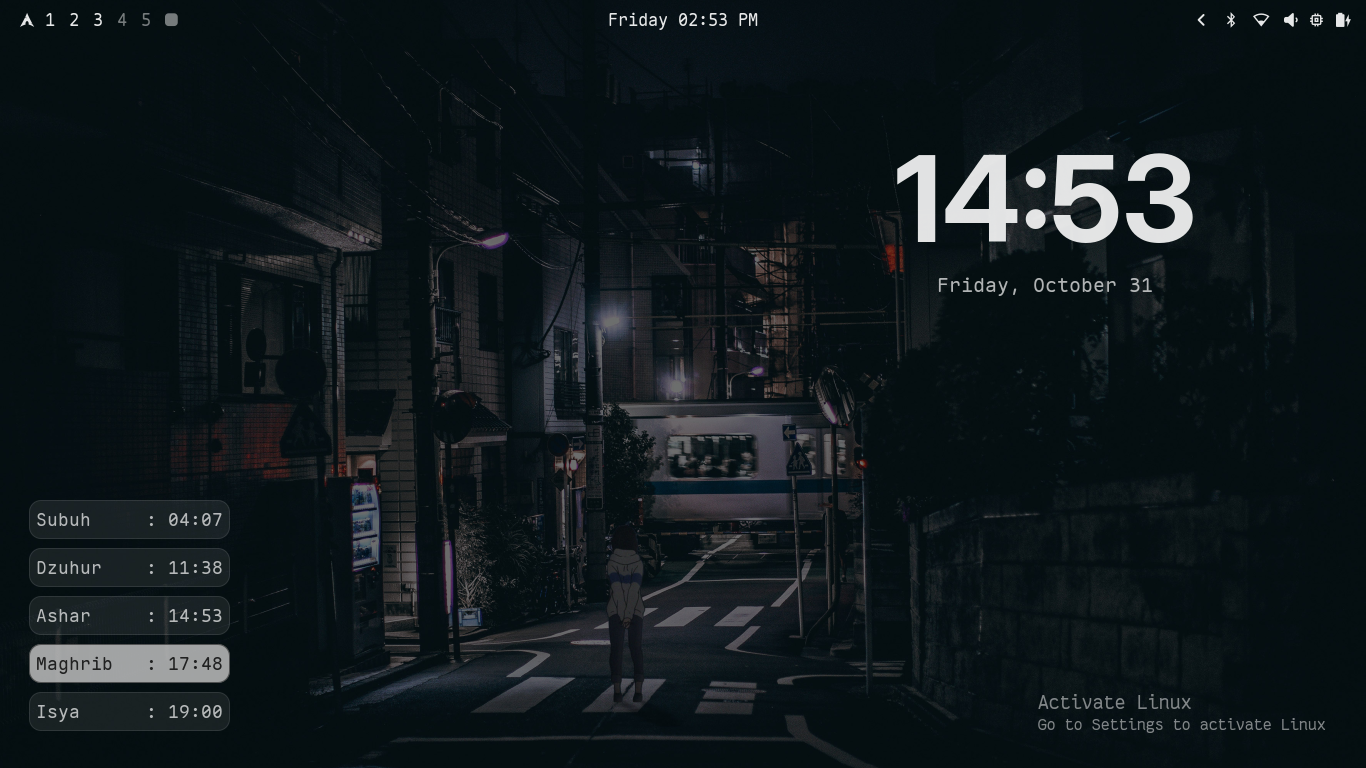 1 2 3 4 5
Friday 02:53 PM
14:53
Friday, October 31
Subuh : 04:07
Dzuhur : 11:38
Ashar : 14:53
Maghrib : 17:48
Isya : 19:00
Activate Linux
Go to Settings to activate Linux